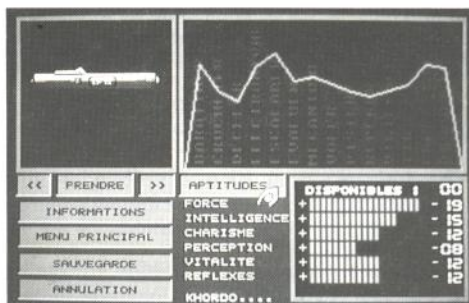 << PRENDRE >>
INFORMATIONS
MENU PRINCIPAL
SAUVEGARDE
ANNULATION
APTITUDES
DISPONIBLES : 00
FORCE + - 19
INTELLIGENCE + - 15
CHARISME + - 12
PERCEPTION + - 08
VITALITE + - 12
REFLEXES + - 12
KHORDO....